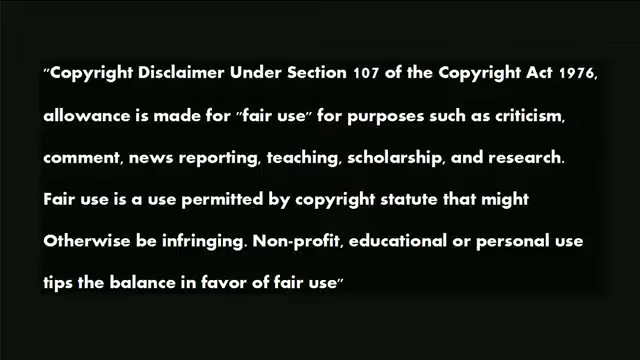 "Copyright Disclaimer Under Section 107 of the Copyright Act 1976,
allowance is made for "fair use" for purposes such as criticism,
comment, news reporting, teaching, scholarship, and research.
Fair use is a use permitted by copyright statute that might
Otherwise be infringing. Non-profit, educational or personal use
tips the balance in favor of fair use"